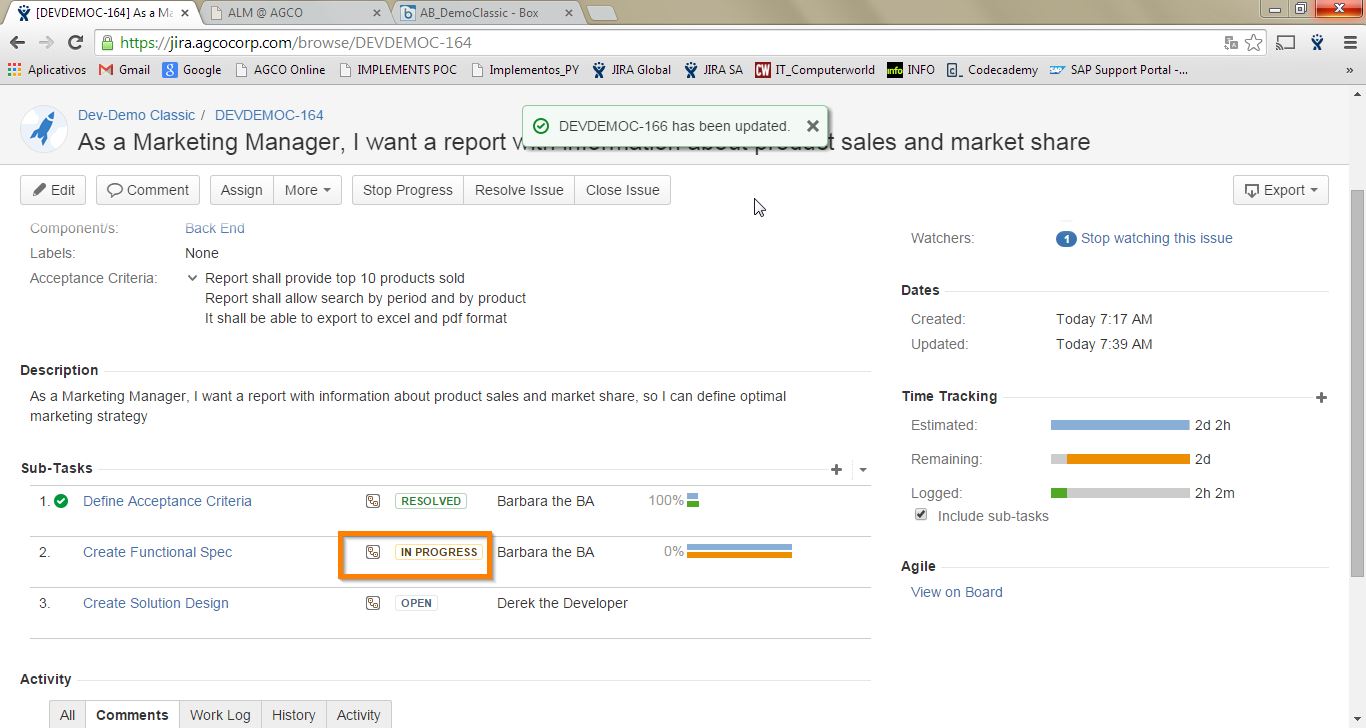 [DEVDEMOC-164] As a Ma
ALM @ AGCO
AB_DemoClassic - Box
https://jira.agcocorp.com/browse/DEVDEMOC-164
Aplicativos Gmail Google AGCO Online IMPLEMENTS POC Implementos_PY JIRA Global JIRA SA CW IT_Computerworld info INFO Codecademy SAP Support Portal -... »
Dev-Demo Classic / DEVDEMOC-164
DEVDEMOC-166 has been updated.
As a Marketing Manager, I want a report with information about product sales and market share
Edit Comment Assign More Stop Progress Resolve Issue Close Issue Export
Component/s: Back End
Labels: None
Acceptance Criteria: Report shall provide top 10 products sold
Report shall allow search by period and by product
It shall be able to export to excel and pdf format
Description
As a Marketing Manager, I want a report with information about product sales and market share, so I can define optimal
marketing strategy
Sub-Tasks
1. Define Acceptance Criteria RESOLVED Barbara the BA 100%
2. Create Functional Spec IN PROGRESS Barbara the BA 0%
3. Create Solution Design OPEN Derek the Developer
Activity
All Comments Work Log History Activity
Watchers: 1 Stop watching this issue
Dates
Created: Today 7:17 AM
Updated: Today 7:39 AM
Time Tracking
Estimated: 2d 2h
Remaining: 2d
Logged: 2h 2m
Include sub-tasks
Agile
View on Board